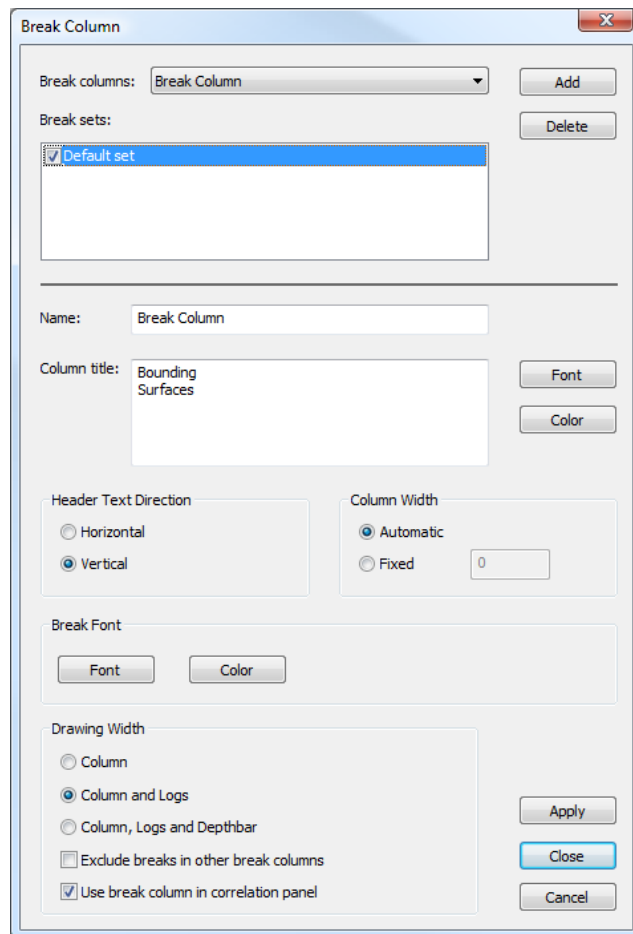 Break Column
Break columns: Break Column Add
Break sets: Delete
Default set
Name: Break Column
Column title: Bounding Font
Surfaces
Color
Header Text Direction Column Width
Horizontal Automatic
Vertical Fixed 0
Break Font
Font Color
Drawing Width
Column
Column and Logs
Apply
Column, Logs and Depthbar
Exclude breaks in other break columns
Close
Use break column in correlation panel
Cancel